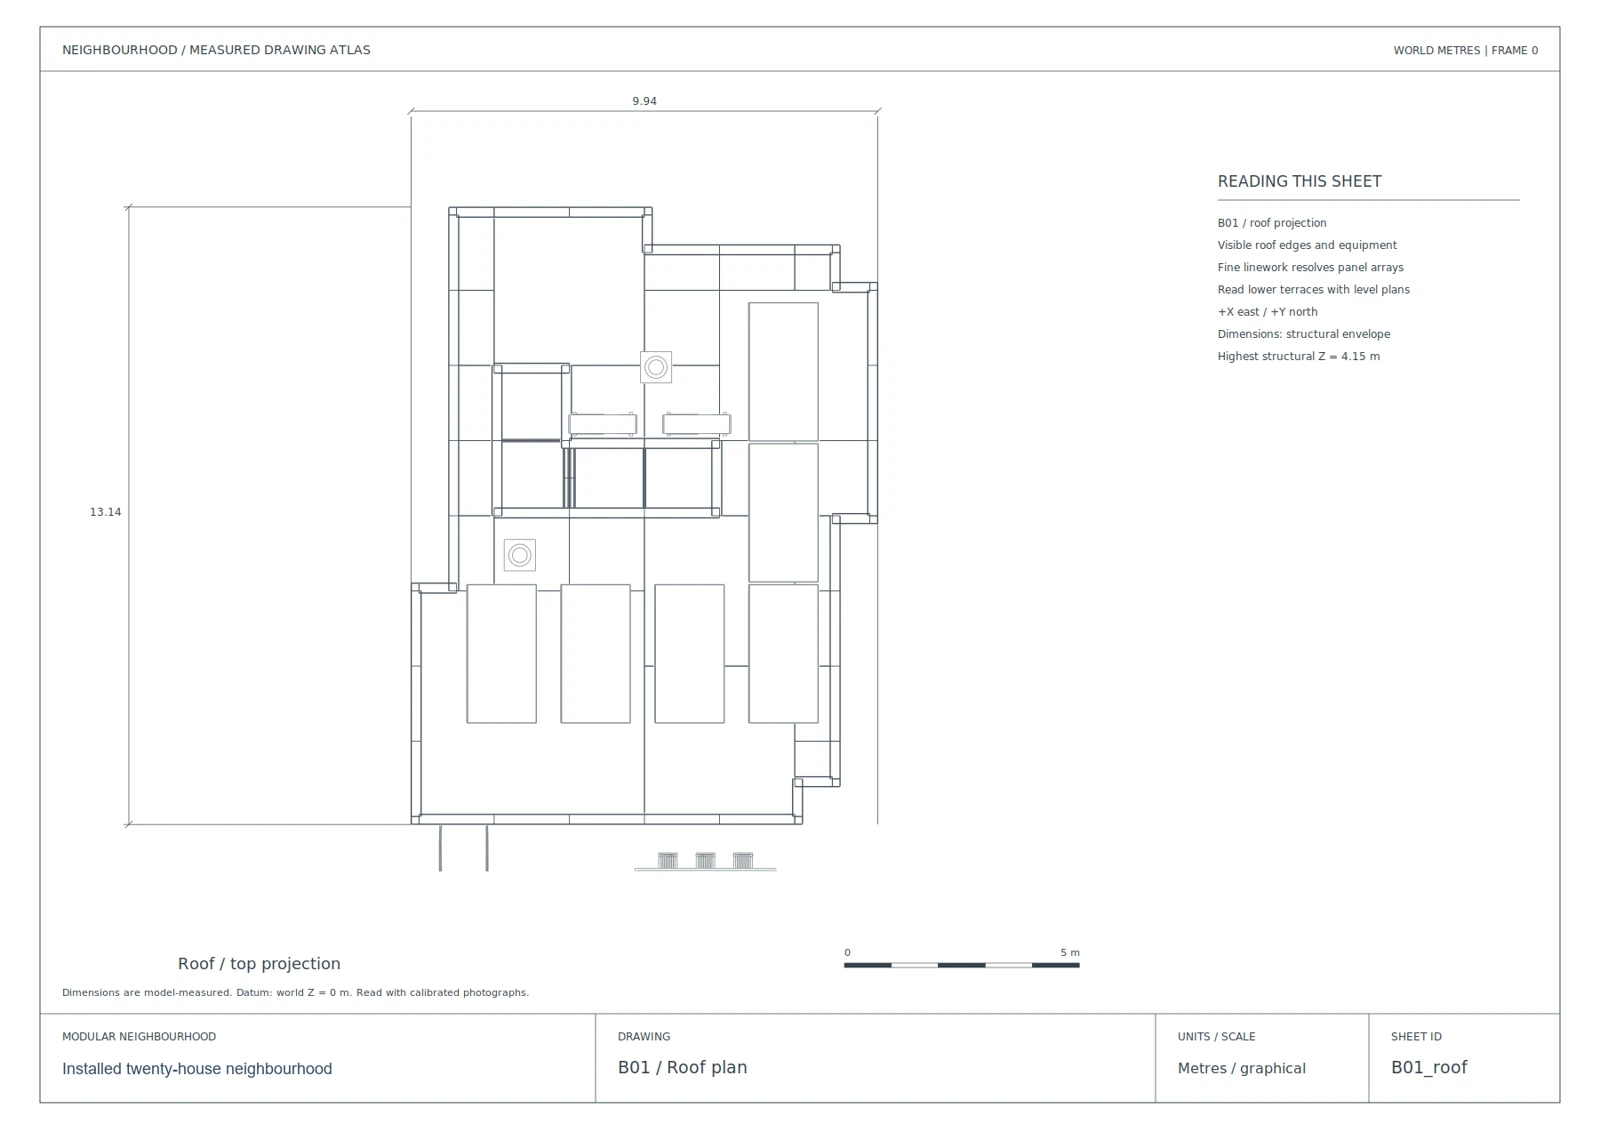 NEIGHBOURHOOD / MEASURED DRAWING ATLAS
WORLD METRES | FRAME 0
9.94
READING THIS SHEET
B01 / roof projection
Visible roof edges and equipment
Fine linework resolves panel arrays
Read lower terraces with level plans
+X east / +Y north
Dimensions: structural envelope
Highest structural Z = 4.15 m
13.14
0
5 m
Roof / top projection
Dimensions are model-measured. Datum: world Z = 0 m. Read with calibrated photographs.
MODULAR NEIGHBOURHOOD
Installed twenty-house neighbourhood
DRAWING
B01 / Roof plan
UNITS / SCALE
Metres / graphical
SHEET ID
B01_roof